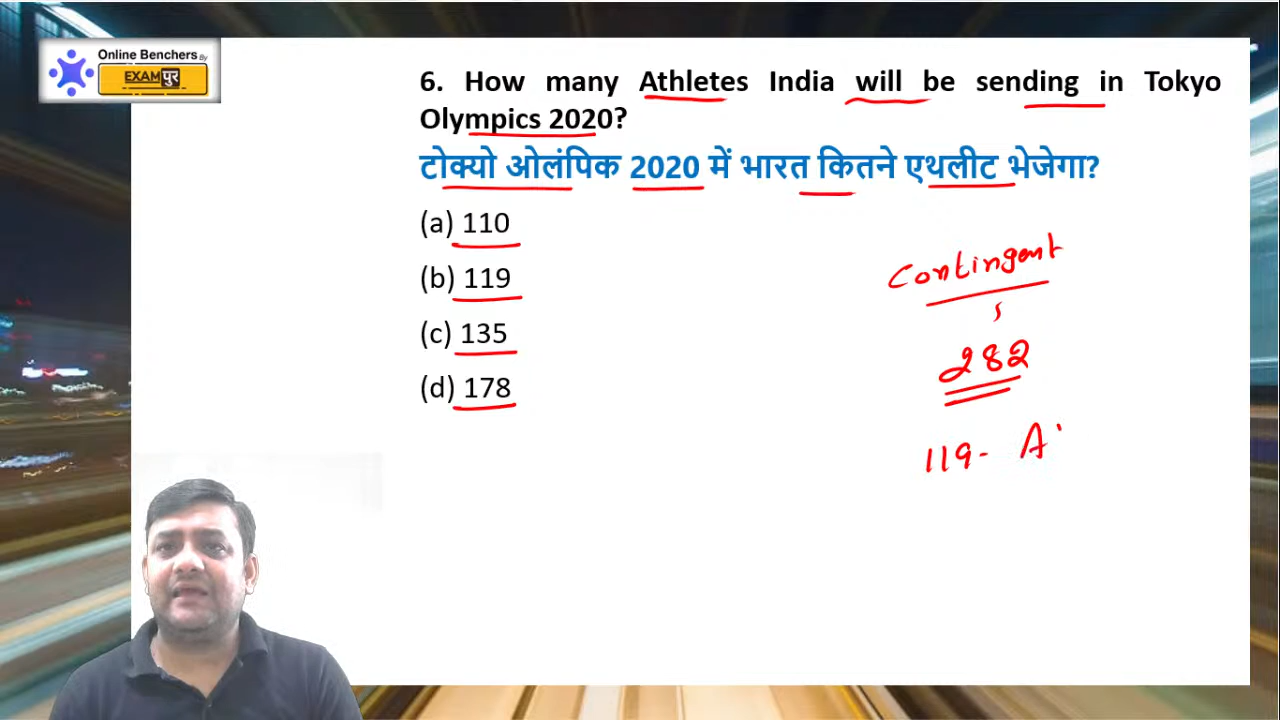 Online Benchers By
EXAMपुर
6. How many Athletes India will be sending in Tokyo
Olympics 2020?
टोक्यो ओलंपिक 2020 में भारत कितने एथलीट भेजेगा?
(a) 110
(b) 119
(c) 135
(d) 178
Contingent
282
119- A